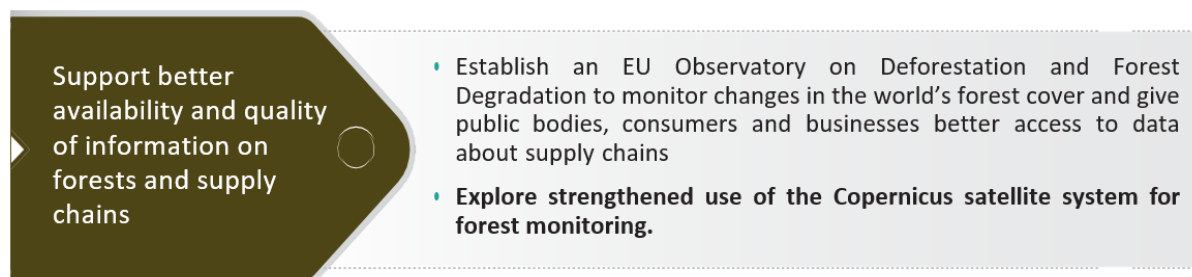 Support better
availability and quality
of information on
forests and supply
chains
• Establish an EU Observatory on Deforestation and Forest
Degradation to monitor changes in the world’s forest cover and give
public bodies, consumers and businesses better access to data
about supply chains
• Explore strengthened use of the Copernicus satellite system for
forest monitoring.